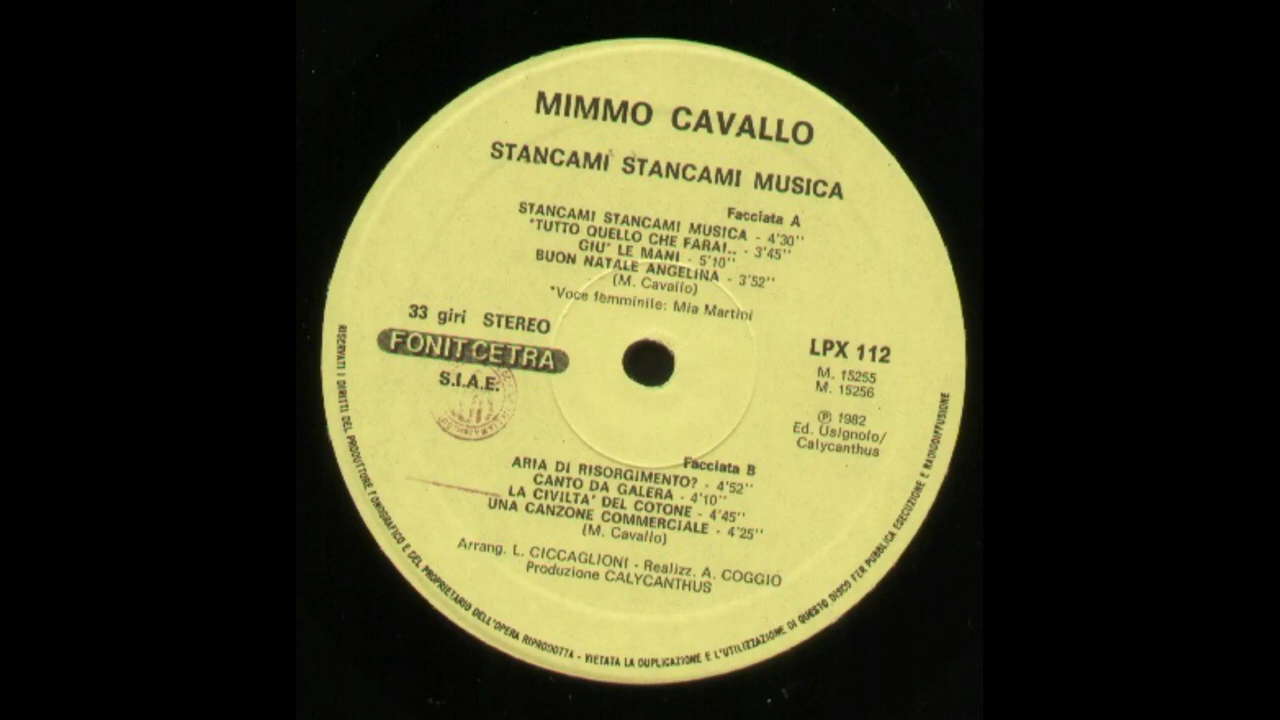 MIMMO CAVALLO
STANCAMI STANCAMI MUSICA
Facciata A
STANCAMI STANCAMI MUSICA - 4'30''
*TUTTO QUELLO CHE FARAI.. - 3'45''
GIU' LE MANI - 5'10''
BUON NATALE ANGELINA - 3'52''
(M. Cavallo)
*Voce femminile: Mia Martini
33 giri STEREO
FONIT CETRA
S.I.A.E.
LPX 112
M. 15255
M. 15256
℗ 1982
Ed. Usignolo/
Calycanthus
Facciata B
ARIA DI RISORGIMENTO? - 4'52''
CANTO DA GALERA - 4'10''
LA CIVILTA' DEL COTONE - 4'45''
UNA CANZONE COMMERCIALE - 4'25''
(M. Cavallo)
Arrang. L. CICCAGLIONI - Realizz. A. COGGIO
Produzione CALYCANTHUS
RISERVATI I DIRITTI DEL PRODUTTORE FONOGRAFICO E DEL PROPRIETARIO DELL'OPERA RIPRODOTTA - VIETATA LA DUPLICAZIONE E L'UTILIZZAZIONE DI QUESTO DISCO PER PUBBLICA ESECUZIONE E RADIODIFFUSIONE